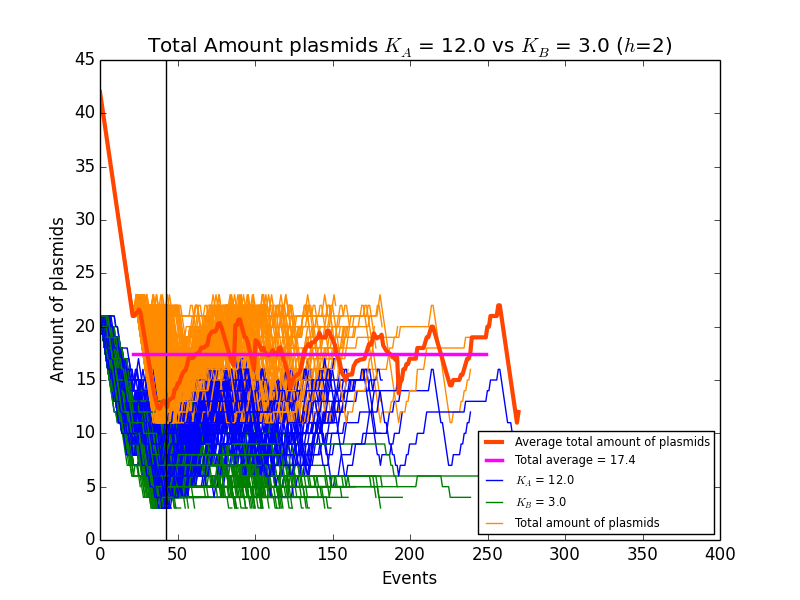 Total Amount plasmids K_A = 12.0 vs K_B = 3.0 (h=2)
45
40
35
30
25
20
15
10
5
0
Amount of plasmids
Average total amount of plasmids
Total average = 17.4
K_A = 12.0
K_B = 3.0
Total amount of plasmids
0 50 100 150 200 250 300 350 400
Events